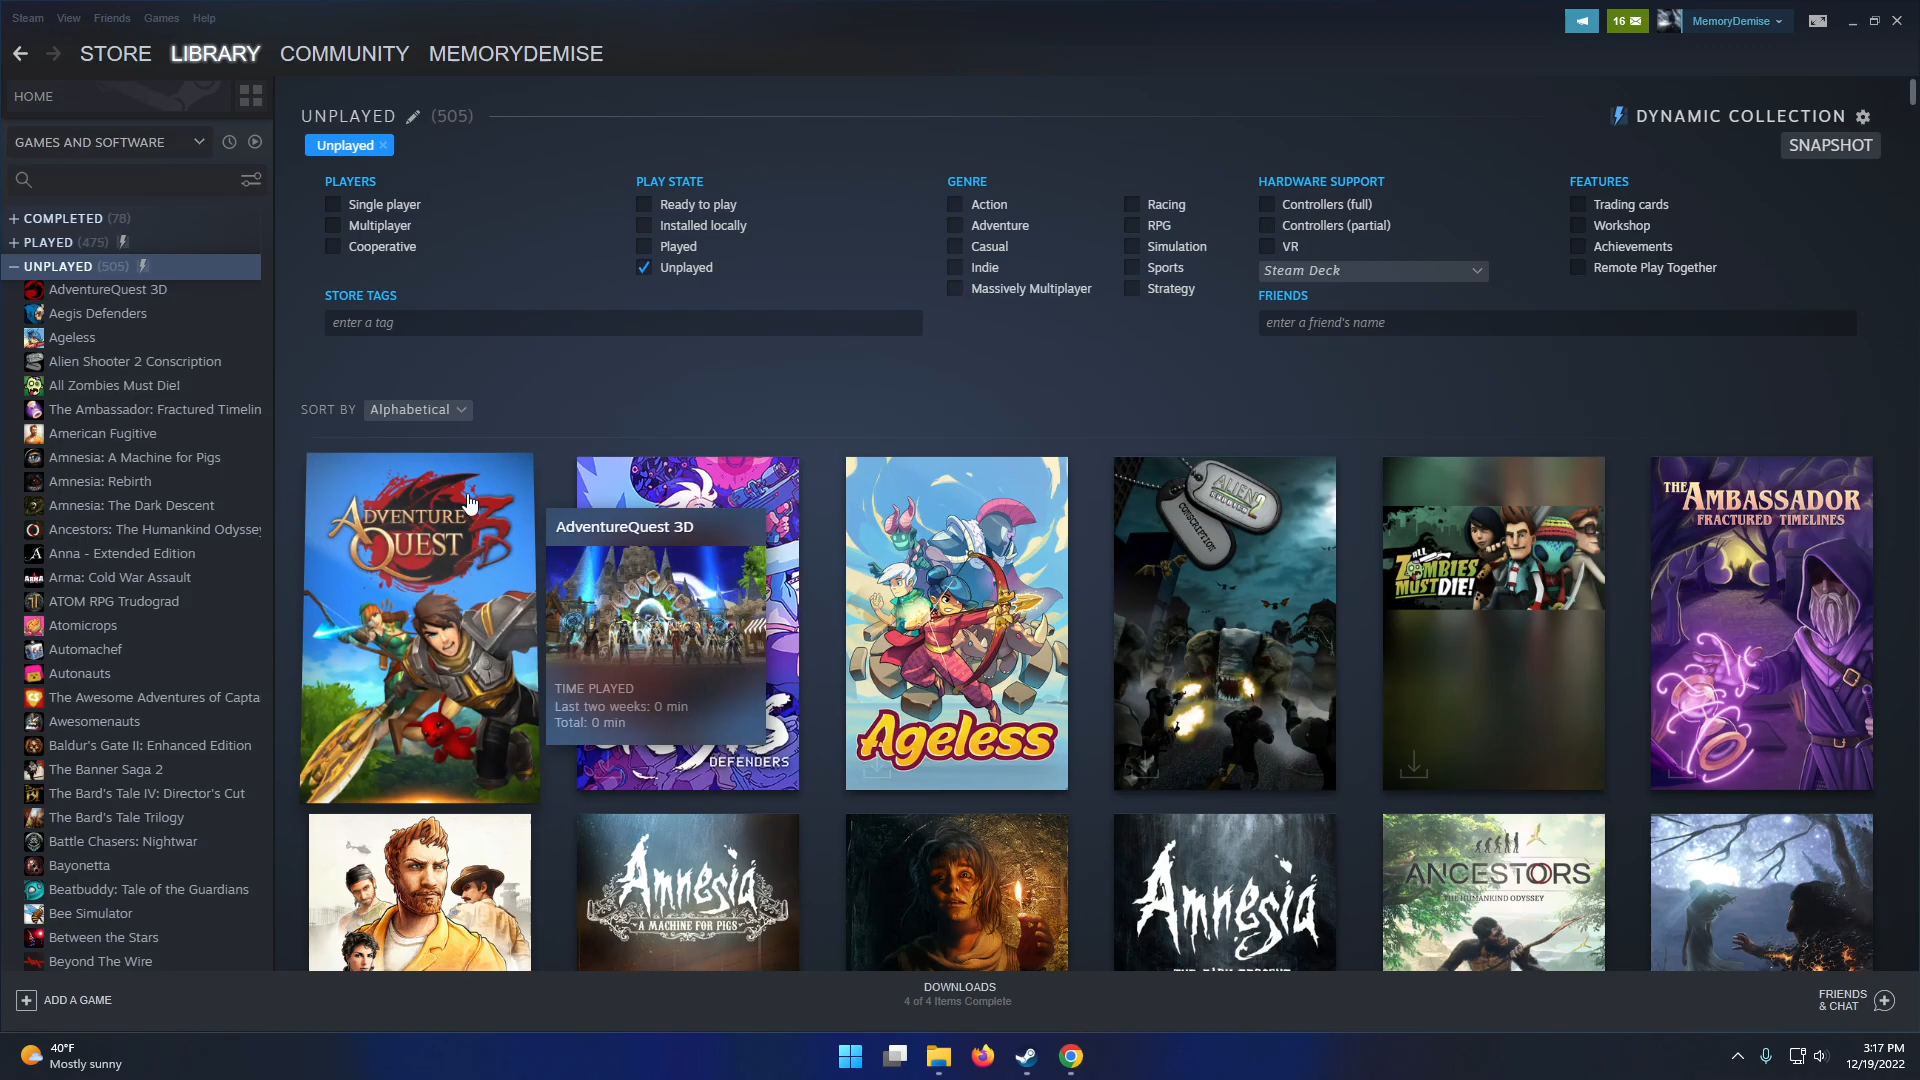 Steam View Friends Games Help
16
MemoryDemise
STORE LIBRARY COMMUNITY MEMORYDEMISE
HOME
GAMES AND SOFTWARE
+ COMPLETED (78)
+ PLAYED (475)
− UNPLAYED (505)
AdventureQuest 3D
Aegis Defenders
Ageless
Alien Shooter 2 Conscription
All Zombies Must Die!
The Ambassador: Fractured Timelin
American Fugitive
Amnesia: A Machine for Pigs
Amnesia: Rebirth
Amnesia: The Dark Descent
Ancestors: The Humankind Odyssey
Anna - Extended Edition
Arma: Cold War Assault
ATOM RPG Trudograd
Atomicrops
Automachef
Autonauts
The Awesome Adventures of Capta
Awesomenauts
Baldur's Gate II: Enhanced Edition
The Banner Saga 2
The Bard's Tale IV: Director's Cut
The Bard's Tale Trilogy
Battle Chasers: Nightwar
Bayonetta
Beatbuddy: Tale of the Guardians
Bee Simulator
Between the Stars
Beyond The Wire
ADD A GAME
UNPLAYED (505)
DYNAMIC COLLECTION
Unplayed ×
SNAPSHOT
PLAYERS
Single player
Multiplayer
Cooperative
PLAY STATE
Ready to play
Installed locally
Played
Unplayed
GENRE
Action
Adventure
Casual
Indie
Massively Multiplayer
Racing
RPG
Simulation
Sports
Strategy
HARDWARE SUPPORT
Controllers (full)
Controllers (partial)
VR
Steam Deck
FEATURES
Trading cards
Workshop
Achievements
Remote Play Together
STORE TAGS
enter a tag
FRIENDS
enter a friend's name
SORT BY Alphabetical
ADVENTURE
QUEST 3D
AdventureQuest 3D
TIME PLAYED
Last two weeks: 0 min
Total: 0 min
DEFENDERS
Ageless
ALIEN
SHOOTER 2
CONSCRIPTION
ALL
ZOMBIES
MUST DIE!
THE AMBASSADOR
FRACTURED TIMELINES
Amnesia
A MACHINE FOR PIGS
Amnesia
THE DARK DESCENT
ANCESTORS
THE HUMANKIND ODYSSEY
DOWNLOADS
4 of 4 Items Complete
FRIENDS
& CHAT
40°F
Mostly sunny
3:17 PM
12/19/2022